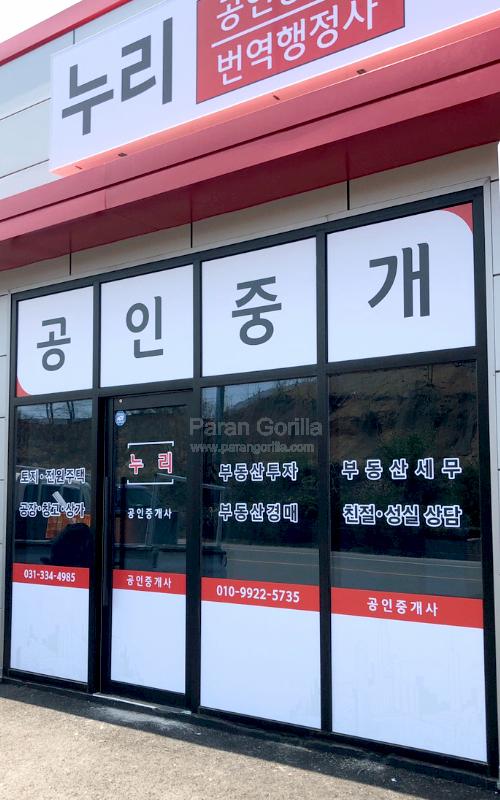 누리
번역행정사
공인중개
Paran Gorilla
www.parangorilla.com
토지·전원주택
공장·창고·상가
누리
공인중개사
부동산투자
부동산경매
부동산세무
친절·성실 상담
031-334-4985
공인중개사
010-9922-5735
공인중개사